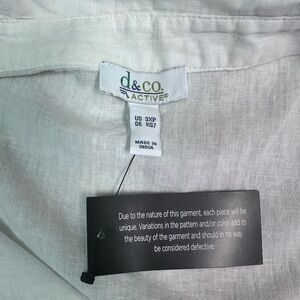 d&co.
ACTIVE®
US 3XP
DE KG7
MADE IN
INDIA
Due to the nature of this garment, each piece will be
unique. Variations in the pattern and/or color add to
the beauty of the garment and should in no way
be considered defective.